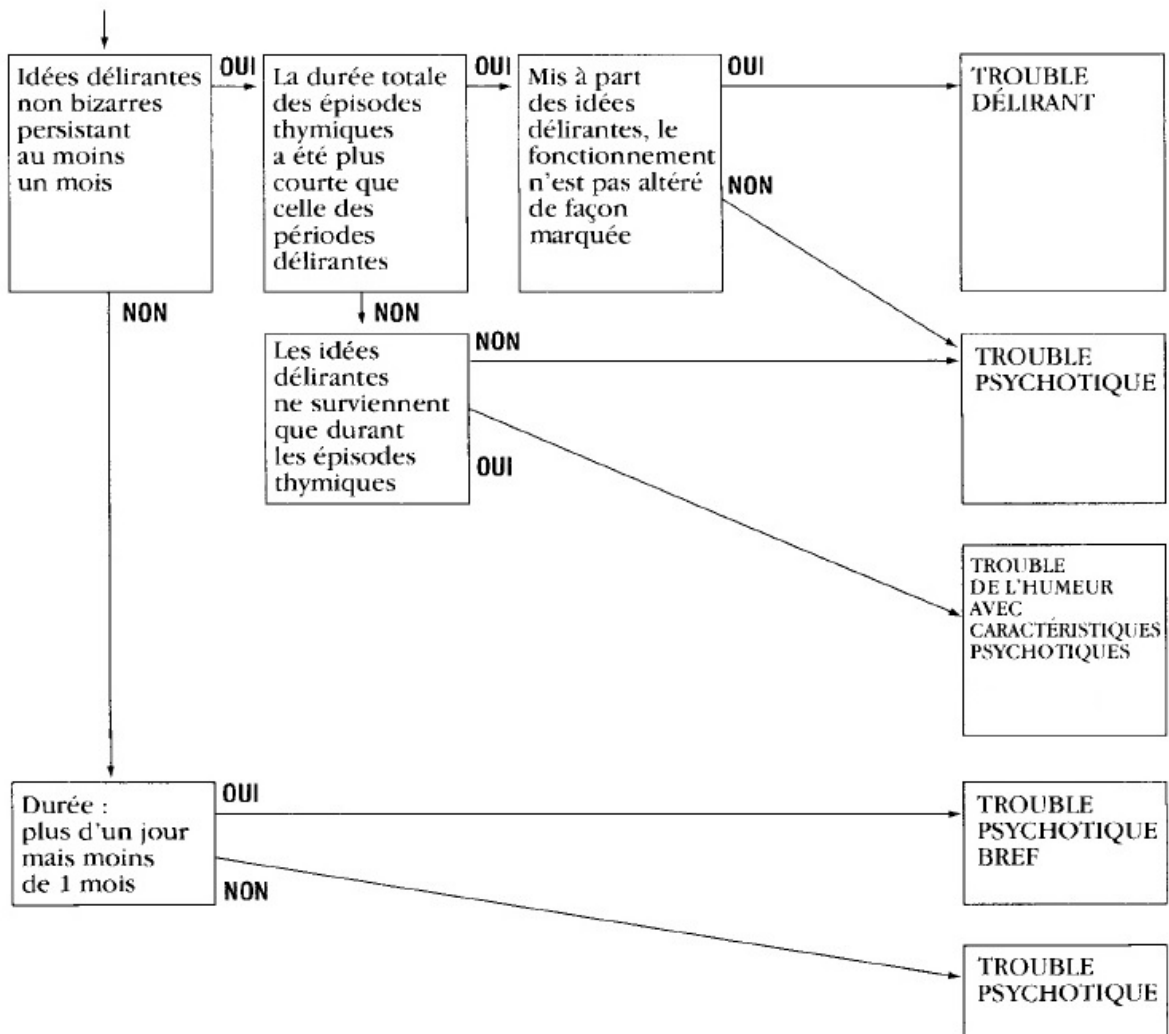 Idées délirantes
non bizarres
persistant
au moins
un mois
OUI
NON
La durée totale
des épisodes
thymiques
a été plus
courte que
celle des
périodes
délirantes
OUI
NON
Mis à part
des idées
délirantes, le
fonctionnement
n'est pas altéré
de façon
marquée
OUI
NON
TROUBLE
DÉLIRANT
Les idées
délirantes
ne surviennent
que durant
les épisodes
thymiques
NON
OUI
TROUBLE
PSYCHOTIQUE
TROUBLE
DE L'HUMEUR
AVEC
CARACTÉRISTIQUES
PSYCHOTIQUES
Durée :
plus d'un jour
mais moins
de 1 mois
OUI
NON
TROUBLE
PSYCHOTIQUE
BREF
TROUBLE
PSYCHOTIQUE